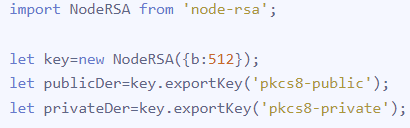 import NodeRSA from 'node-rsa';
let key=new NodeRSA({b:512});
let publicDer=key.exportKey('pkcs8-public');
let privateDer=key.exportKey('pkcs8-private');